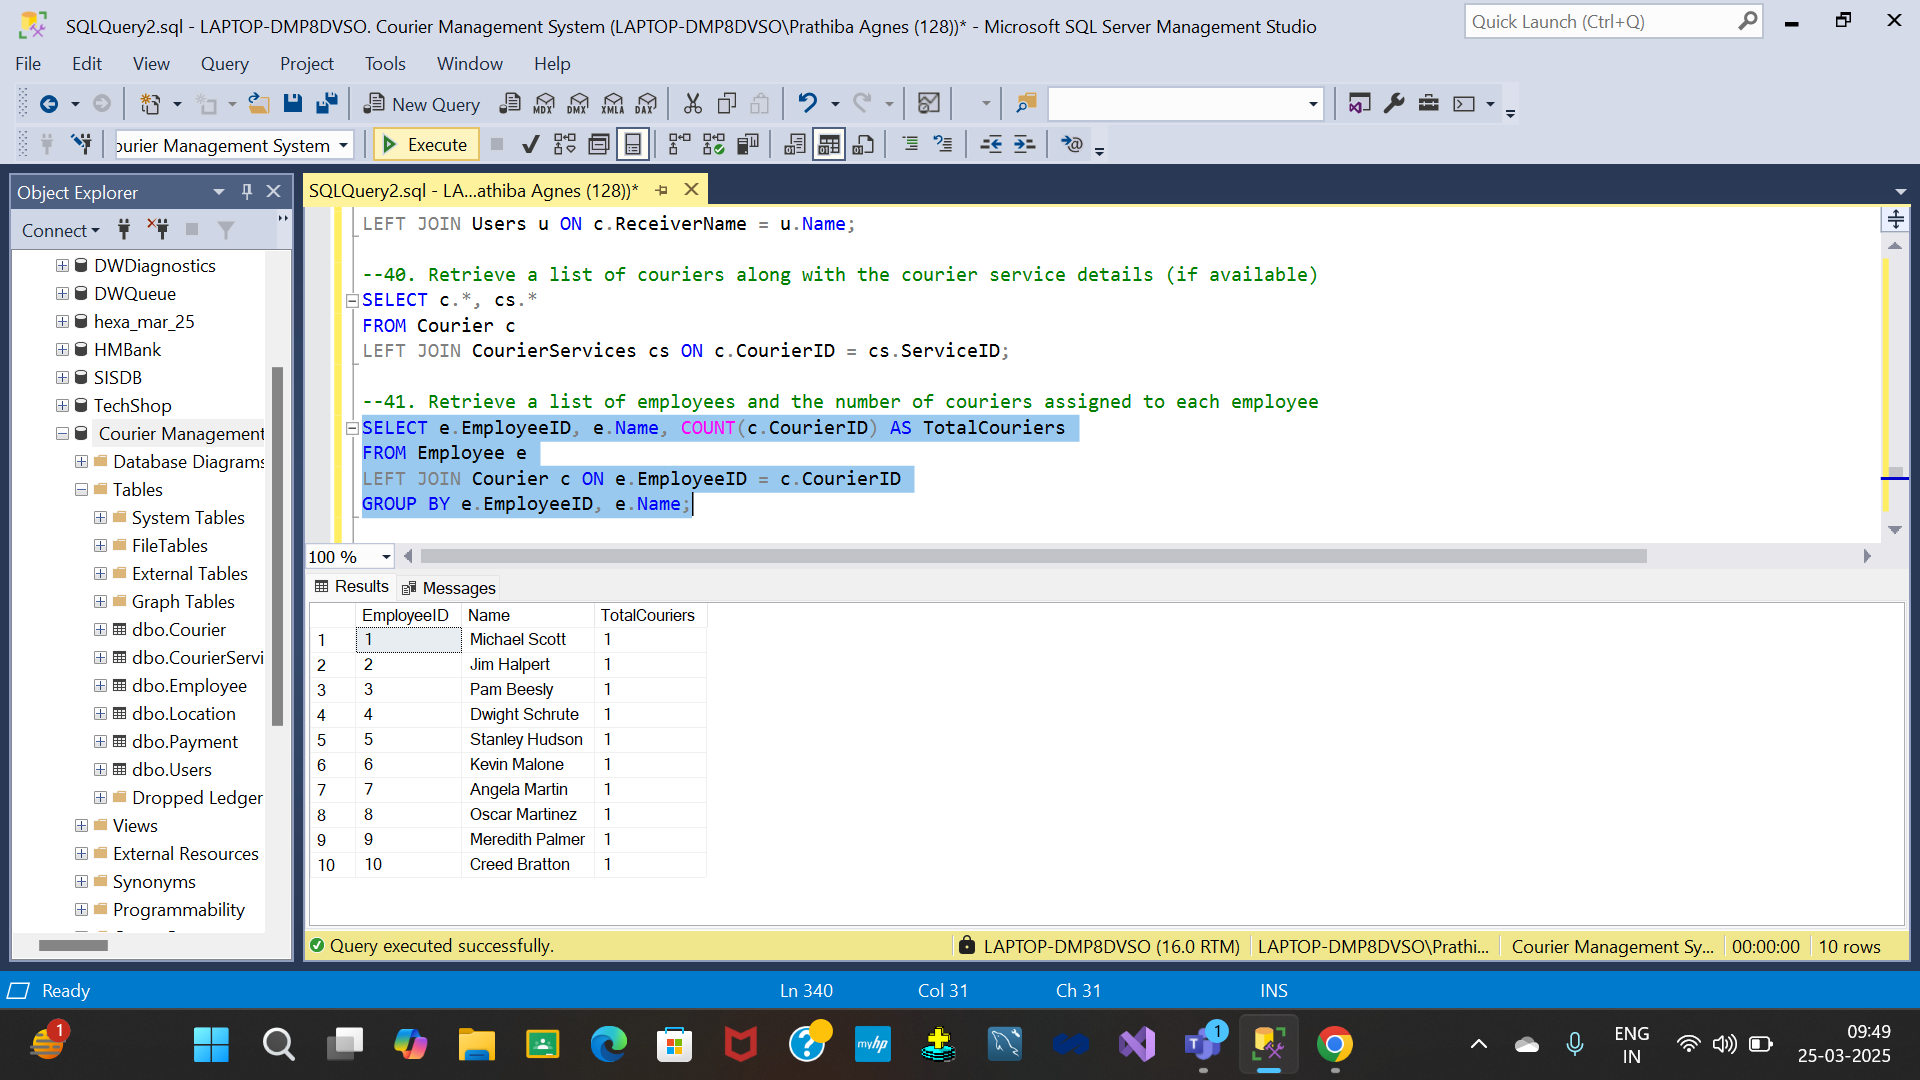 SQLQuery2.sql - LAPTOP-DMP8DVSO. Courier Management System (LAPTOP-DMP8DVSO\Prathiba Agnes (128))* - Microsoft SQL Server Management Studio
Quick Launch (Ctrl+Q)
File Edit View Query Project Tools Window Help
New Query MDX DMX XMLA DAX
ourier Management System Execute
Object Explorer
Connect
DWDiagnostics
DWQueue
hexa_mar_25
HMBank
SISDB
TechShop
Courier Management
Database Diagrams
Tables
System Tables
FileTables
External Tables
Graph Tables
dbo.Courier
dbo.CourierServi
dbo.Employee
dbo.Location
dbo.Payment
dbo.Users
Dropped Ledger
Views
External Resources
Synonyms
Programmability
SQLQuery2.sql - LA...athiba Agnes (128))*
LEFT JOIN Users u ON c.ReceiverName = u.Name;
--40. Retrieve a list of couriers along with the courier service details (if available)
SELECT c.*, cs.*
FROM Courier c
LEFT JOIN CourierServices cs ON c.CourierID = cs.ServiceID;
--41. Retrieve a list of employees and the number of couriers assigned to each employee
SELECT e.EmployeeID, e.Name, COUNT(c.CourierID) AS TotalCouriers
FROM Employee e
LEFT JOIN Courier c ON e.EmployeeID = c.CourierID
GROUP BY e.EmployeeID, e.Name;
100 %
Results Messages
EmployeeID Name TotalCouriers
1 1 Michael Scott 1
2 2 Jim Halpert 1
3 3 Pam Beesly 1
4 4 Dwight Schrute 1
5 5 Stanley Hudson 1
6 6 Kevin Malone 1
7 7 Angela Martin 1
8 8 Oscar Martinez 1
9 9 Meredith Palmer 1
10 10 Creed Bratton 1
Query executed successfully. LAPTOP-DMP8DVSO (16.0 RTM) LAPTOP-DMP8DVSO\Prathi... Courier Management Sy... 00:00:00 10 rows
Ready Ln 340 Col 31 Ch 31 INS
1 myhp 1 ENG IN 09:49 25-03-2025